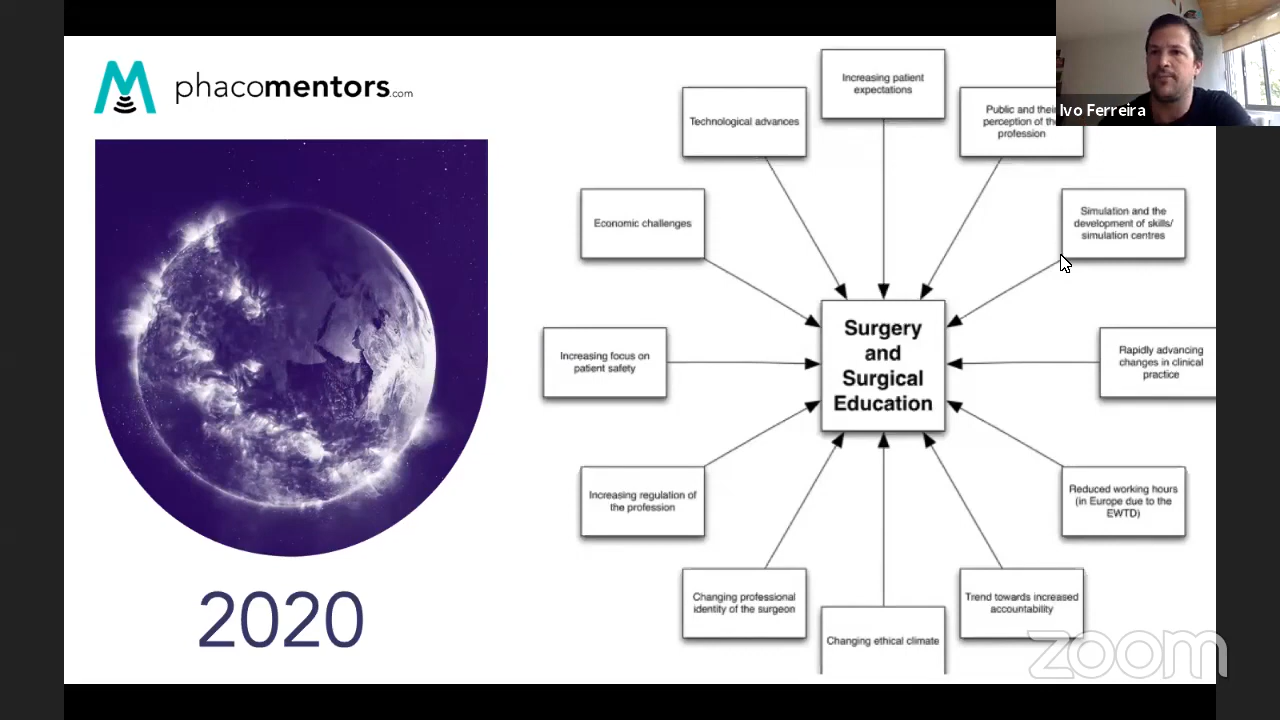 phacomentors.com
2020
Increasing patient
expectations
Technological advances
Public and their
perception of the
profession
Ivo Ferreira
Economic challenges
Simulation and the
development of skills/
simulation centres
Surgery
and
Surgical
Education
Increasing focus on
patient safety
Rapidly advancing
changes in clinical
practice
Increasing regulation of
the profession
Reduced working hours
(in Europe due to the
EWTD)
Changing professional
identity of the surgeon
Trend towards increased
accountability
Changing ethical climate
zoom